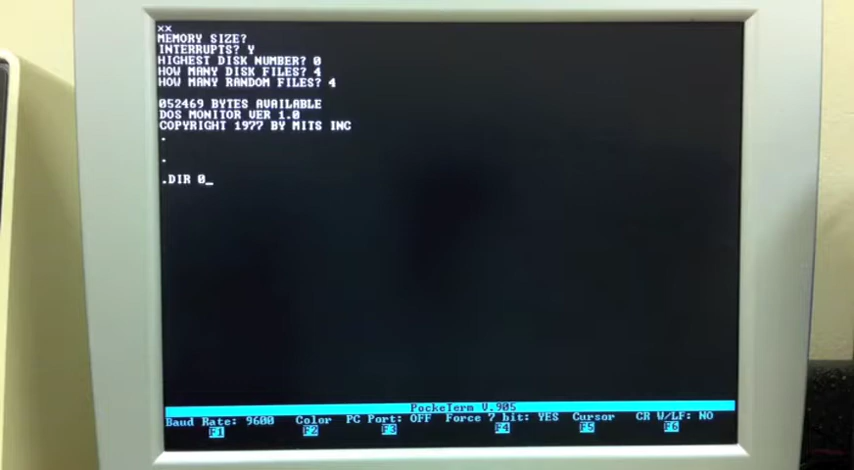 xx
MEMORY SIZE?
INTERRUPTS? Y
HIGHEST DISK NUMBER? 0
HOW MANY DISK FILES? 4
HOW MANY RANDOM FILES? 4
052469 BYTES AVAILABLE
DOS MONITOR VER 1.0
COPYRIGHT 1977 BY MITS INC
.
.
.DIR 0_
PockeTerm V.905
Baud Rate: 9600 Color PC Port: OFF Force 7 bit: YES Cursor CR W/LF: NO
F1 F2 F3 F4 F5 F6